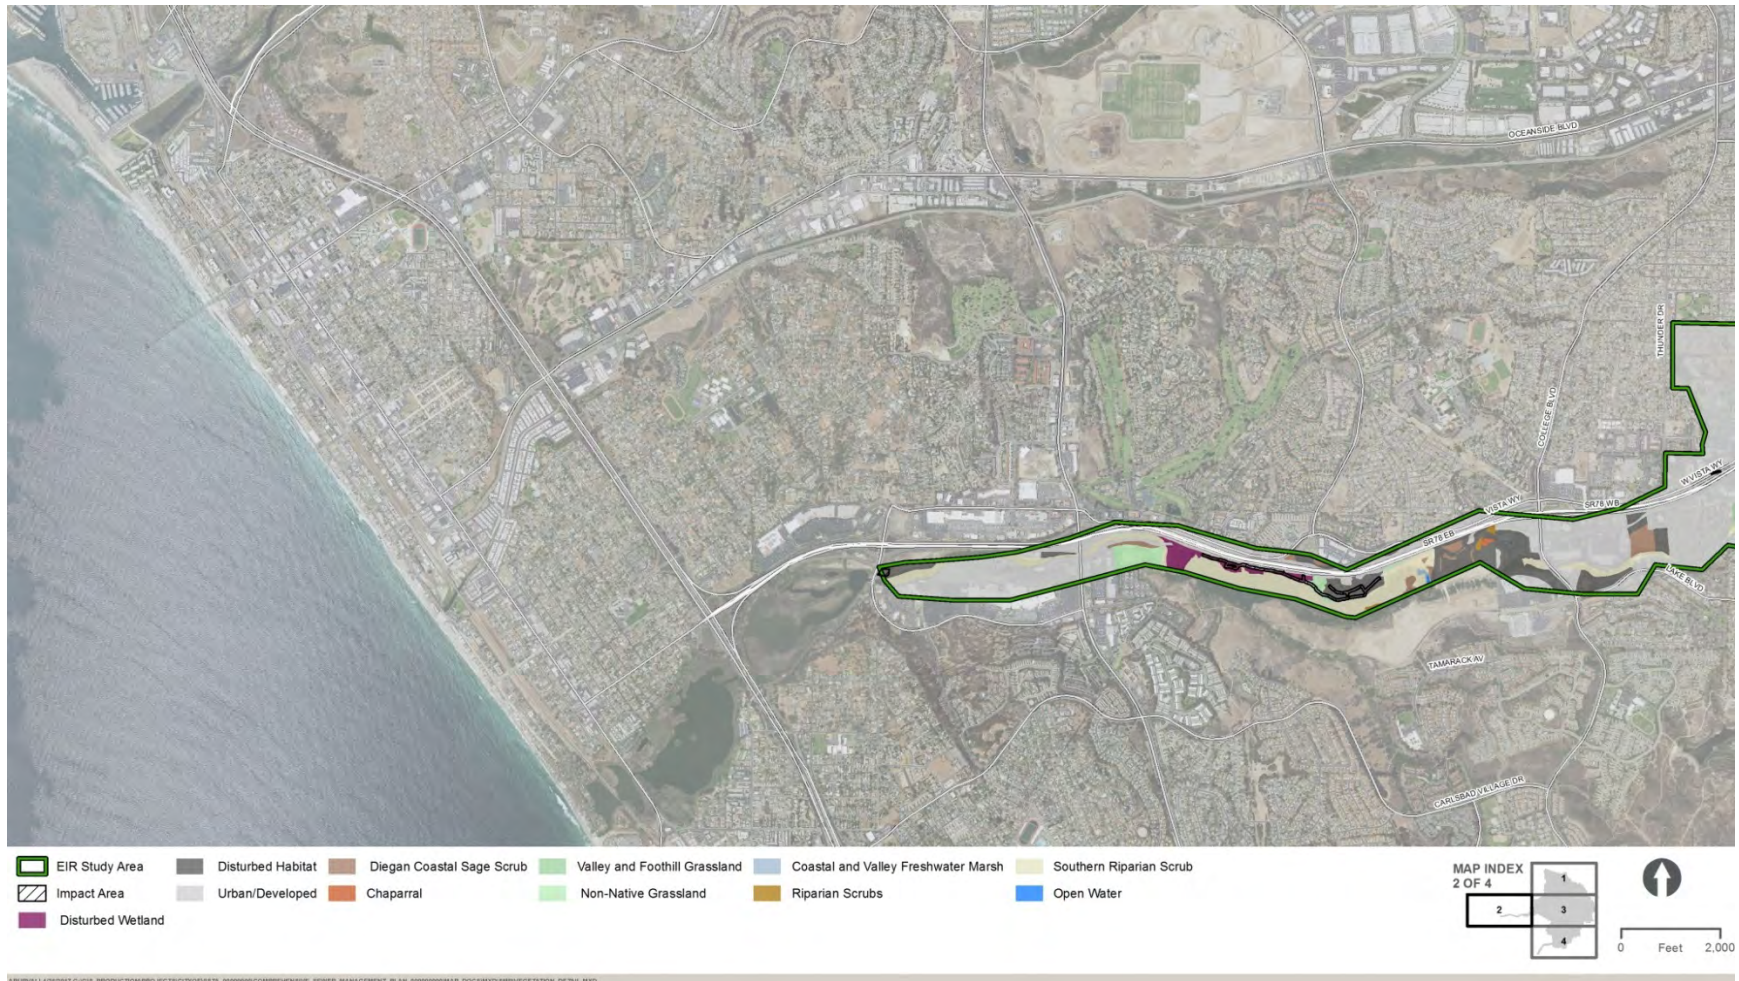 OCEANSIDE BLVD
THUNDER DR
COLLEGE BLVD
W VISTA WY
VISTA WY
SR78 WB
SR78 EB
LAKE BLVD
TAMARACK AV
CARLSBAD VILLAGE DR
EIR Study Area
Disturbed Habitat
Diegan Coastal Sage Scrub
Valley and Foothill Grassland
Coastal and Valley Freshwater Marsh
Southern Riparian Scrub
Impact Area
Urban/Developed
Chaparral
Non-Native Grassland
Riparian Scrubs
Open Water
Disturbed Wetland
MAP INDEX
2 OF 4
1
2
3
4
0 Feet 2,000